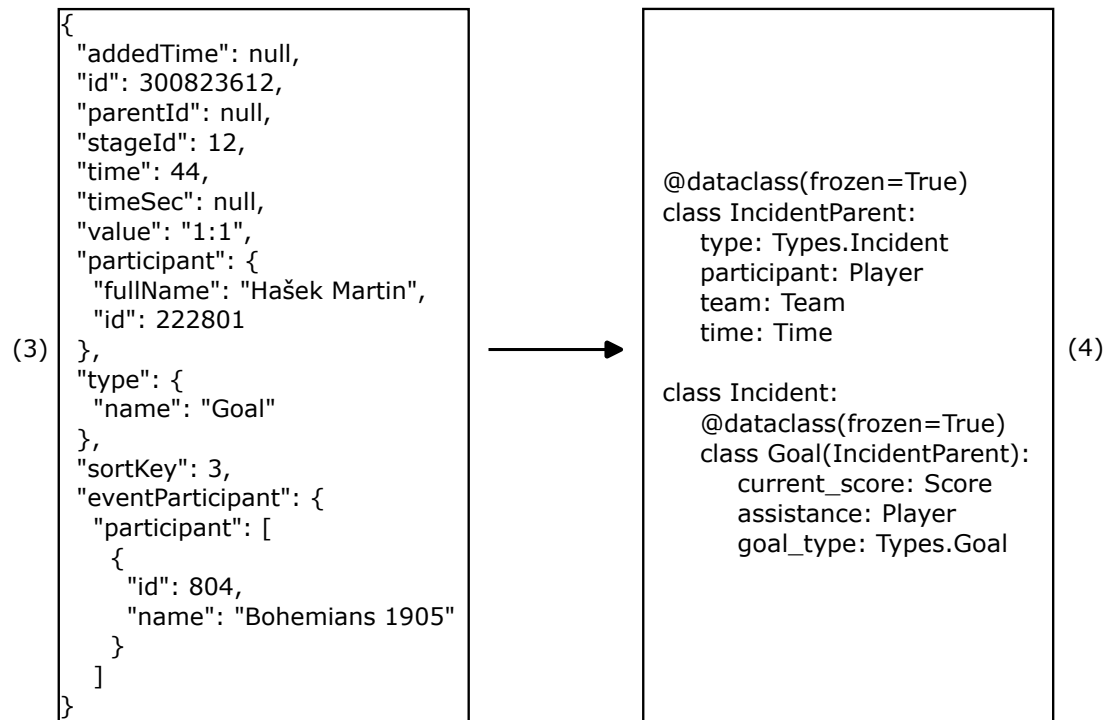 {
"addedTime": null,
"id": 300823612,
"parentId": null,
"stageId": 12,
"time": 44,
"timeSec": null,
"value": "1:1",
"participant": {
"fullName": "Hašek Martin",
"id": 222801
},
"type": {
"name": "Goal"
},
"sortKey": 3,
"eventParticipant": {
"participant": [
{
"id": 804,
"name": "Bohemians 1905"
}
]
}
(3)
@dataclass(frozen=True)
class IncidentParent:
type: Types.Incident
participant: Player
team: Team
time: Time
class Incident:
@dataclass(frozen=True)
class Goal(IncidentParent):
current_score: Score
assistance: Player
goal_type: Types.Goal
(4)